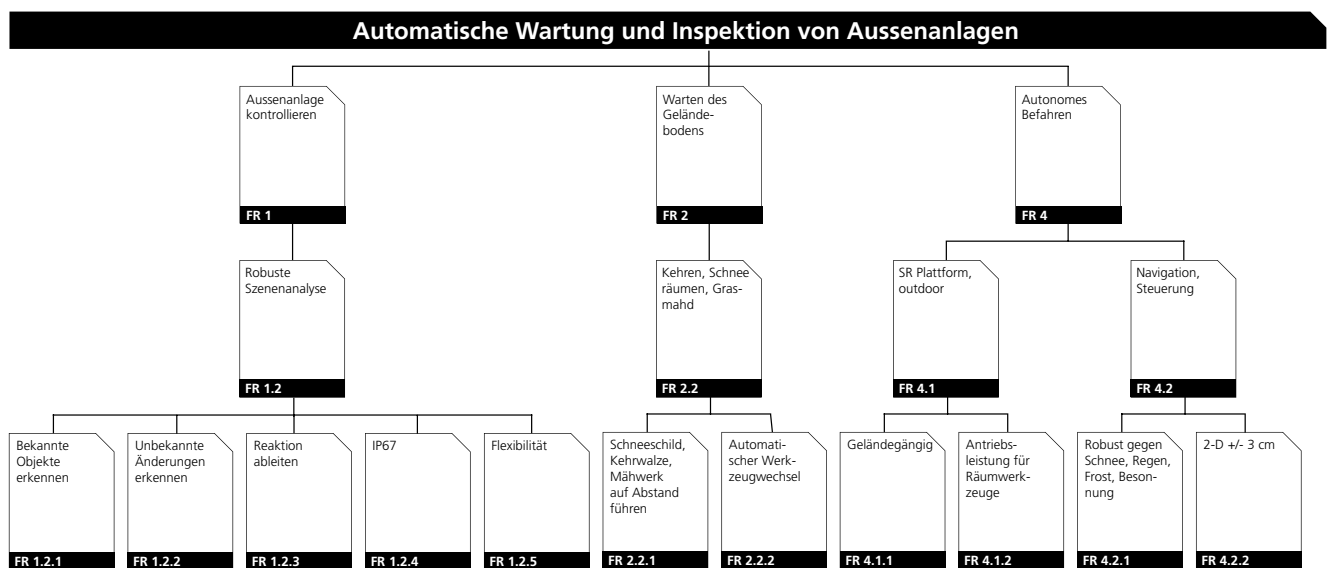 Automatische Wartung und Inspektion von Aussenanlagen
Aussenanlage
kontrollieren
FR 1
Warten des
Gelände-
bodens
FR 2
Autonomes
Befahren
FR 4
Robuste
Szenenanalyse
FR 1.2
Kehren, Schnee
räumen, Gras-
mahd
FR 2.2
SR Plattform,
outdoor
FR 4.1
Navigation,
Steuerung
FR 4.2
Bekannte
Objekte
erkennen
FR 1.2.1
Unbekannte
Änderungen
erkennen
FR 1.2.2
Reaktion
ableiten
FR 1.2.3
IP67
FR 1.2.4
Flexibilität
FR 1.2.5
Schneeschild,
Kehrwalze,
Mähwerk
auf Abstand
führen
FR 2.2.1
Automati-
scher Werk-
zeugwechsel
FR 2.2.2
Geländegängig
FR 4.1.1
Antriebs-
leistung für
Räumwerk-
zeuge
FR 4.1.2
Robust gegen
Schnee, Regen,
Frost, Beson-
nung
FR 4.2.1
2-D +/- 3 cm
FR 4.2.2